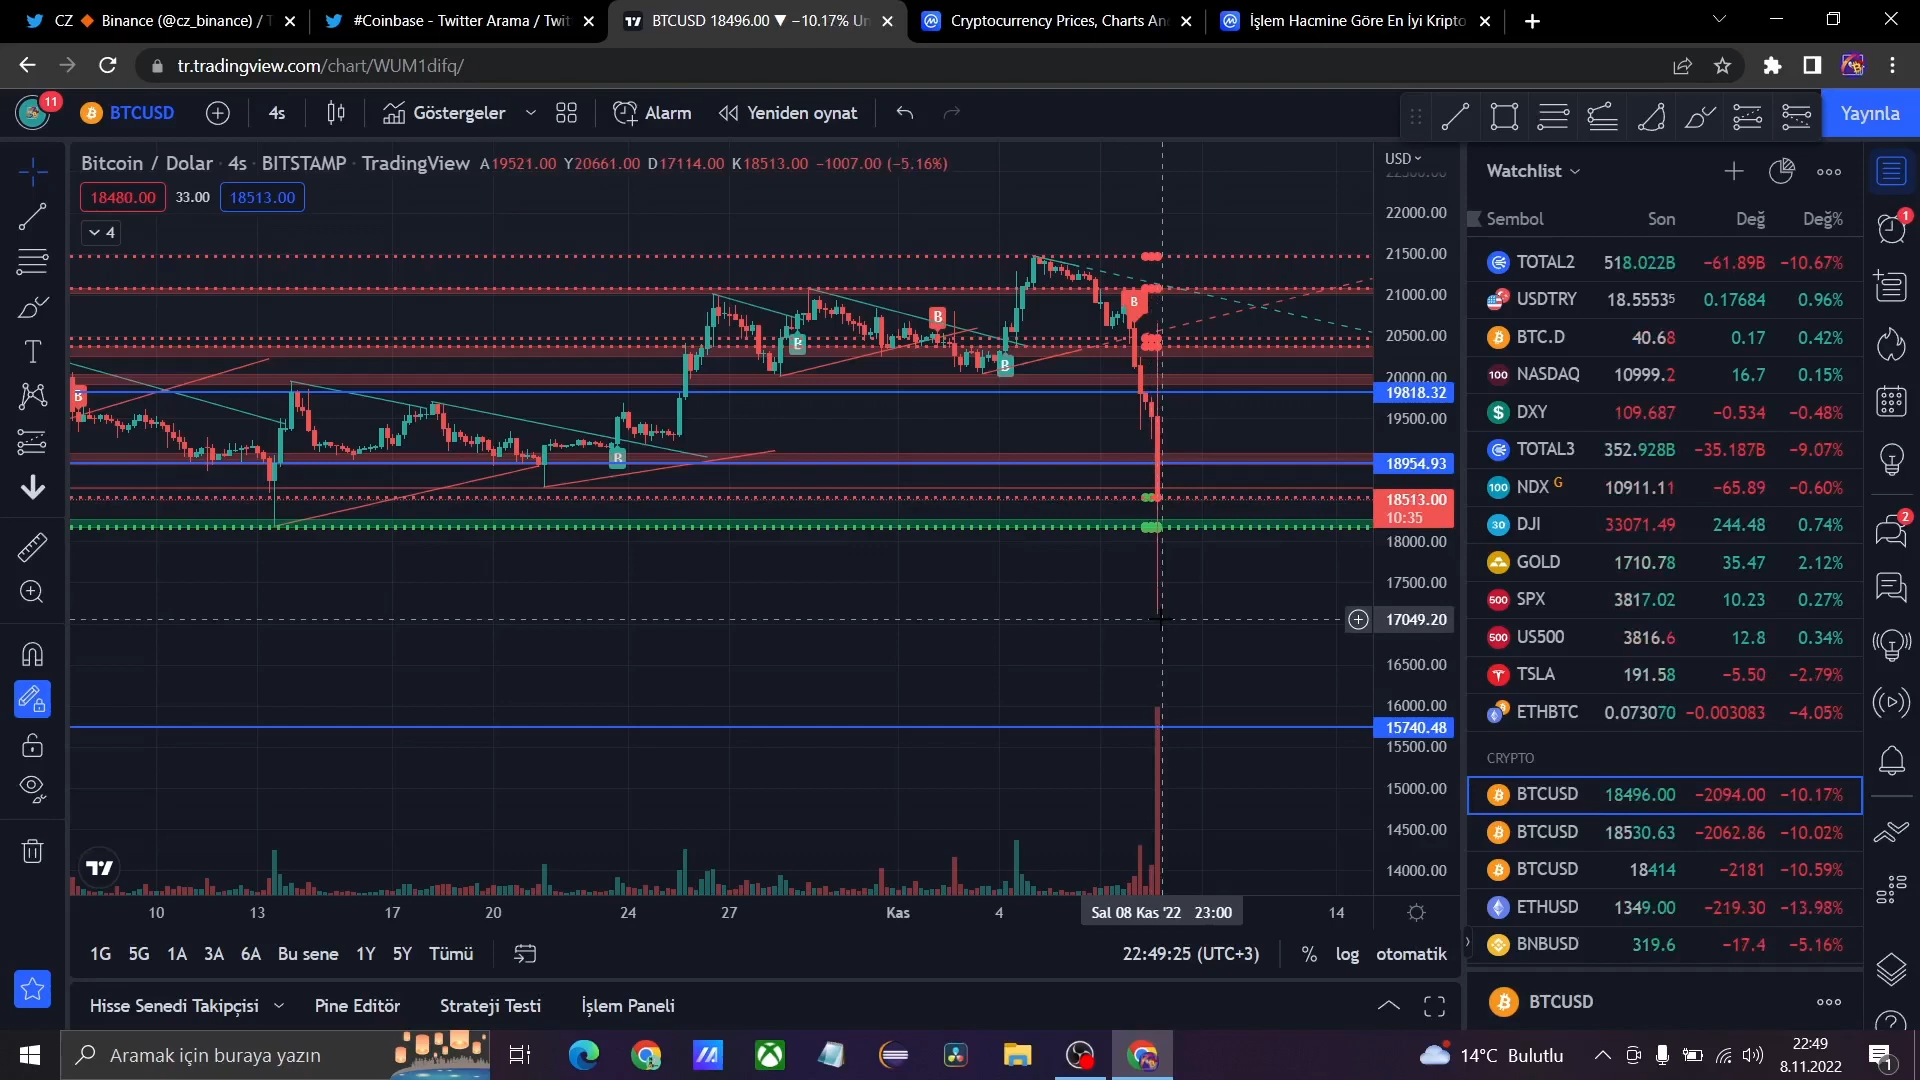 CZ 🔶 Binance (@cz_binance) / T
#Coinbase - Twitter Arama / Twit
BTCUSD 18496.00 ▼ −10.17% Un
Cryptocurrency Prices, Charts An
İşlem Hacmine Göre En İyi Kripto
tr.tradingview.com/chart/WUM1difq/
11
BTCUSD
4s
Göstergeler
Alarm
Yeniden oynat
Yayınla
Bitcoin / Dolar · 4s · BITSTAMP · TradingView A19521.00 Y20661.00 D17114.00 K18513.00 −1007.00 (−5.16%)
18480.00 33.00 18513.00
4
USD
22000.00
21500.00
21000.00
20500.00
20000.00
19818.32
19500.00
18954.93
18513.00
10:35
18000.00
17500.00
17049.20
16500.00
16000.00
15740.48
15500.00
15000.00
14500.00
14000.00
B
B
B
B
B
B
10 13 17 20 24 27 Kas 4 Sal 08 Kas '22 23:00 14
1G 5G 1A 3A 6A Bu sene 1Y 5Y Tümü
22:49:25 (UTC+3) % log otomatik
Hisse Senedi Takipçisi Pine Editör Strateji Testi İşlem Paneli
Watchlist
Sembol Son Değ Değ%
TOTAL2 518.022B −61.89B −10.67%
USDTRY 18.5553⁵ 0.17684 0.96%
BTC.D 40.68 0.17 0.42%
100 NASDAQ 10999.2 16.7 0.15%
DXY 109.687 −0.534 −0.48%
TOTAL3 352.928B −35.187B −9.07%
100 NDX G 10911.11 −65.89 −0.60%
30 DJI 33071.49 244.48 0.74%
GOLD 1710.78 35.47 2.12%
500 SPX 3817.02 10.23 0.27%
500 US500 3816.6 12.8 0.34%
TSLA 191.58 −5.50 −2.79%
ETHBTC 0.073070 −0.003083 −4.05%
CRYPTO
BTCUSD 18496.00 −2094.00 −10.17%
BTCUSD 18530.63 −2062.86 −10.02%
BTCUSD 18414 −2181 −10.59%
ETHUSD 1349.00 −219.30 −13.98%
BNBUSD 319.6 −17.4 −5.16%
BTCUSD
1
2
Aramak için buraya yazın
14°C Bulutlu
22:49
8.11.2022
1